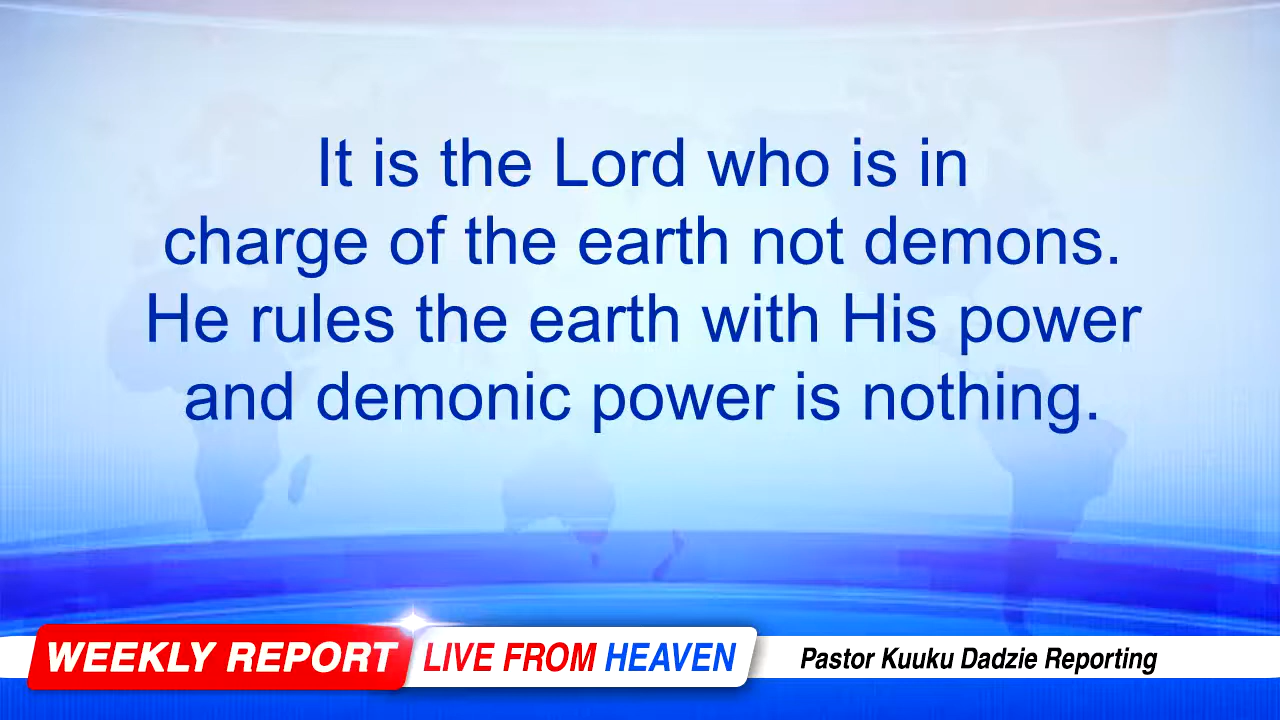 It is the Lord who is in
charge of the earth not demons.
He rules the earth with His power
and demonic power is nothing.
WEEKLY REPORT LIVE FROM HEAVEN Pastor Kuuku Dadzie Reporting